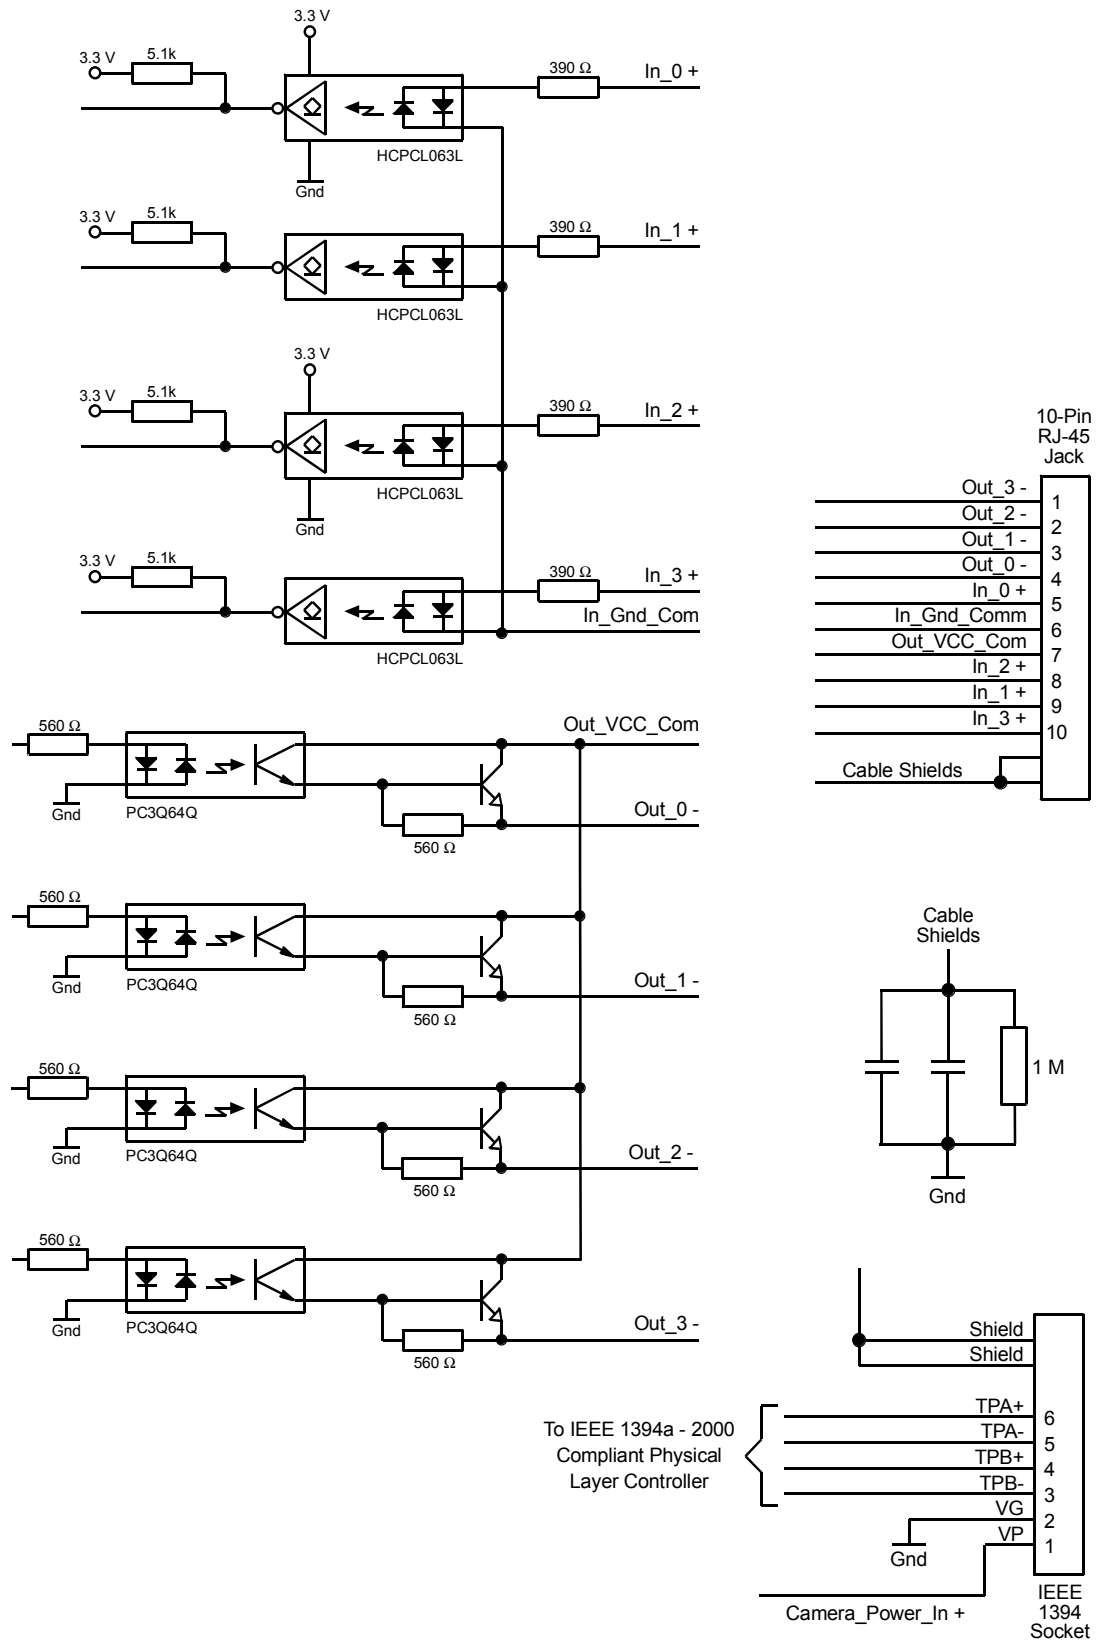 3.3 V
3.3 V
5.1k
390 Ω
In_0 +
HCPCL063L
Gnd
3.3 V
5.1k
390 Ω
In_1 +
HCPCL063L
3.3 V
3.3 V
5.1k
390 Ω
In_2 +
HCPCL063L
Gnd
3.3 V
5.1k
390 Ω
In_3 +
In_Gnd_Com
HCPCL063L
560 Ω
Out_VCC_Com
Gnd
PC3Q64Q
Out_0 -
560 Ω
560 Ω
Gnd
PC3Q64Q
Out_1 -
560 Ω
560 Ω
Gnd
PC3Q64Q
Out_2 -
560 Ω
560 Ω
Gnd
PC3Q64Q
Out_3 -
560 Ω
10-Pin
RJ-45
Jack
Out_3 - 1
Out_2 - 2
Out_1 - 3
Out_0 - 4
In_0 + 5
In_Gnd_Comm 6
Out_VCC_Com 7
In_2 + 8
In_1 + 9
In_3 + 10
Cable Shields
Cable
Shields
1 M
Gnd
Shield
Shield
To IEEE 1394a - 2000
Compliant Physical
Layer Controller
TPA+ 6
TPA- 5
TPB+ 4
TPB- 3
VG 2
VP 1
Gnd
Camera_Power_In +
IEEE
1394
Socket